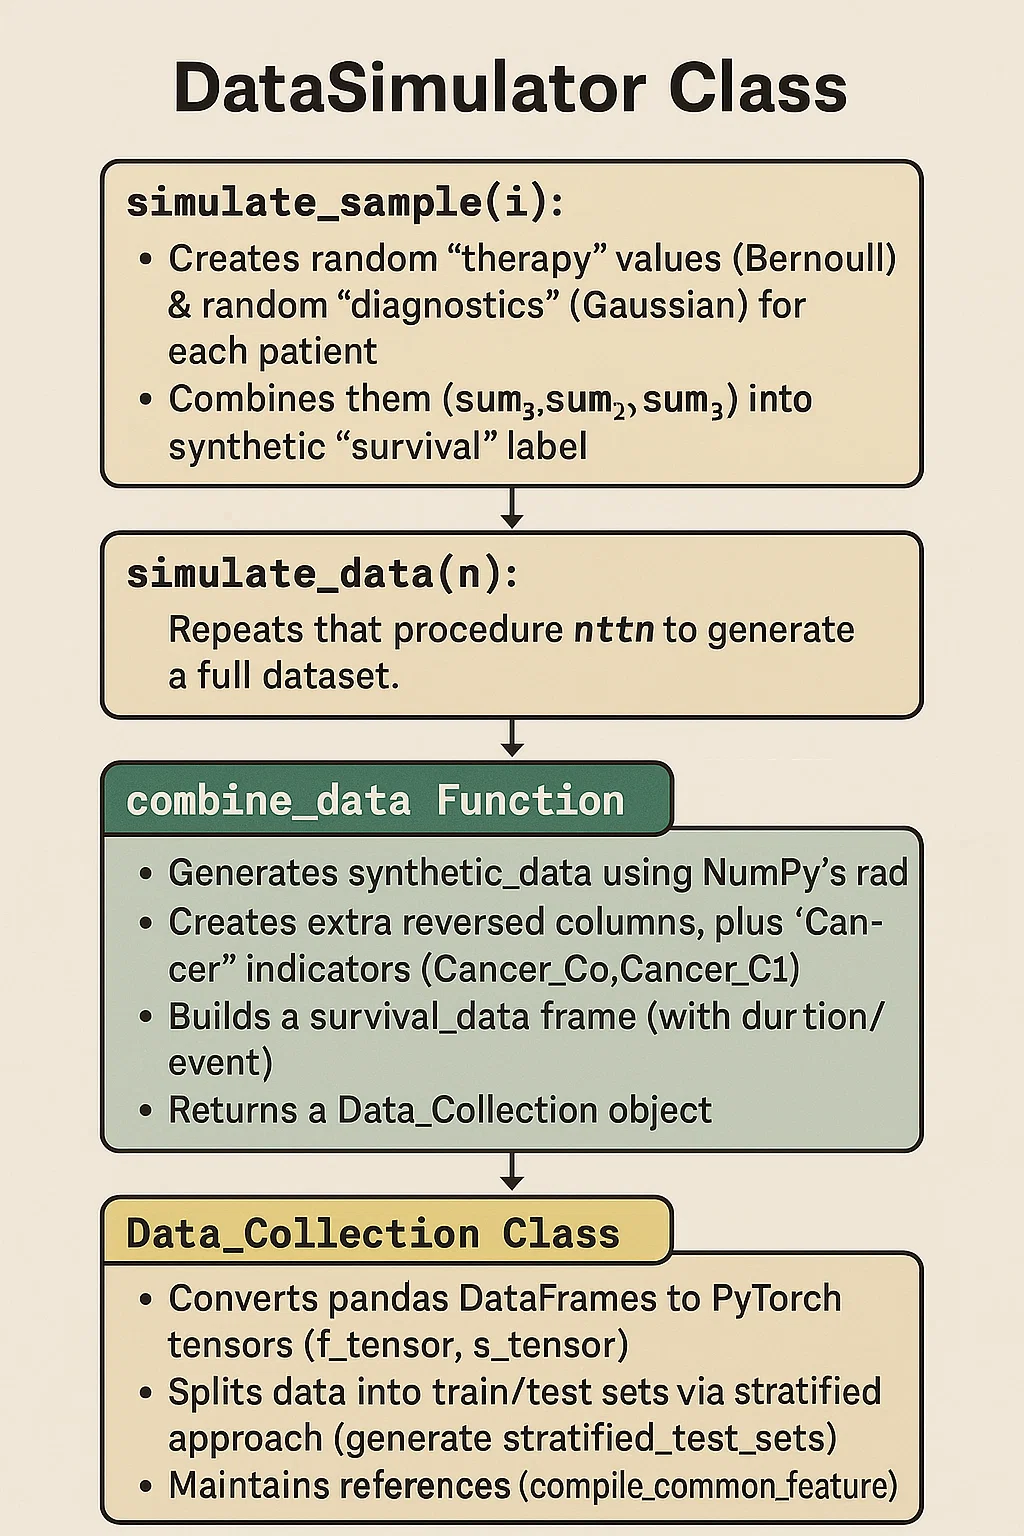 DataSimulator Class
simulate_sample(i):
• Creates random “therapy” values (Bernoull)
& random “diagnostics” (Gaussian) for
each patient
• Combines them (sum₃,sum₂,sum₃) into
synthetic “survival” label
simulate_data(n):
Repeats that procedure nttn to generate
a full dataset.
combine_data Function
• Generates synthetic_data using NumPy’s rad
• Creates extra reversed columns, plus ‘Can-
cer” indicators (Cancer_Co,Cancer_C1)
• Builds a survival_data frame (with durtion/
event)
• Returns a Data_Collection object
Data_Collection Class
• Converts pandas DataFrames to PyTorch
tensors (f_tensor, s_tensor)
• Splits data into train/test sets via stratified
approach (generate stratified_test_sets)
• Maintains references (compile_common_feature)